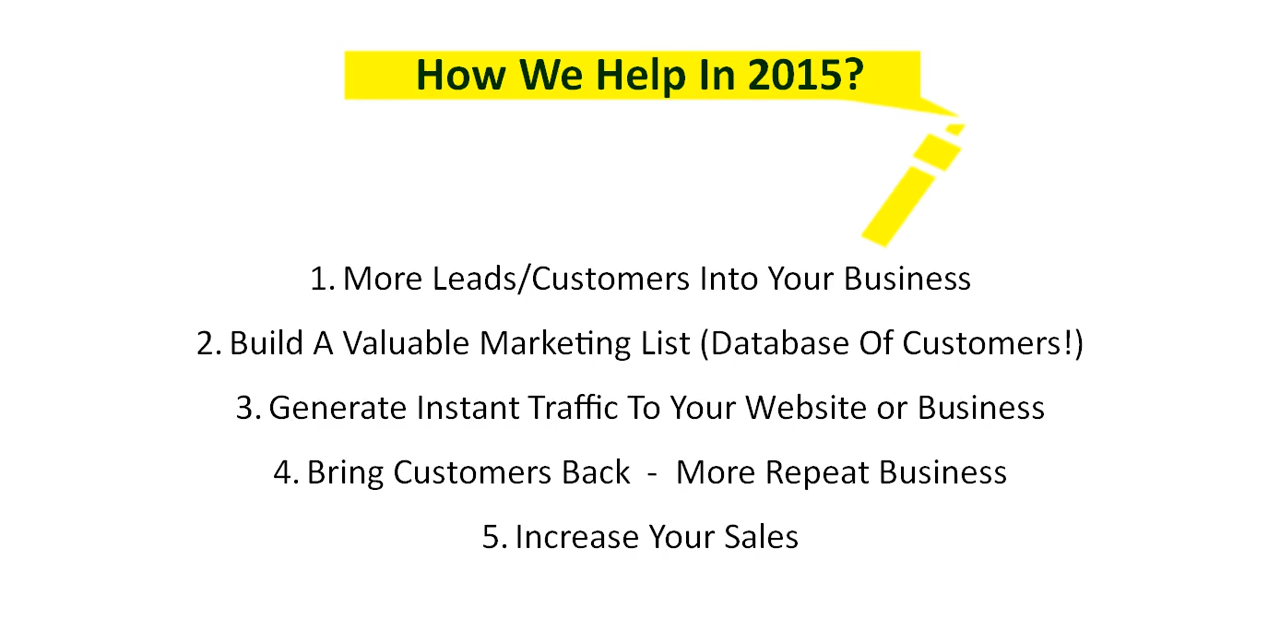 How We Help In 2015?
1. More Leads/Customers Into Your Business
2. Build A Valuable Marketing List (Database Of Customers!)
3. Generate Instant Traffic To Your Website or Business
4. Bring Customers Back - More Repeat Business
5. Increase Your Sales